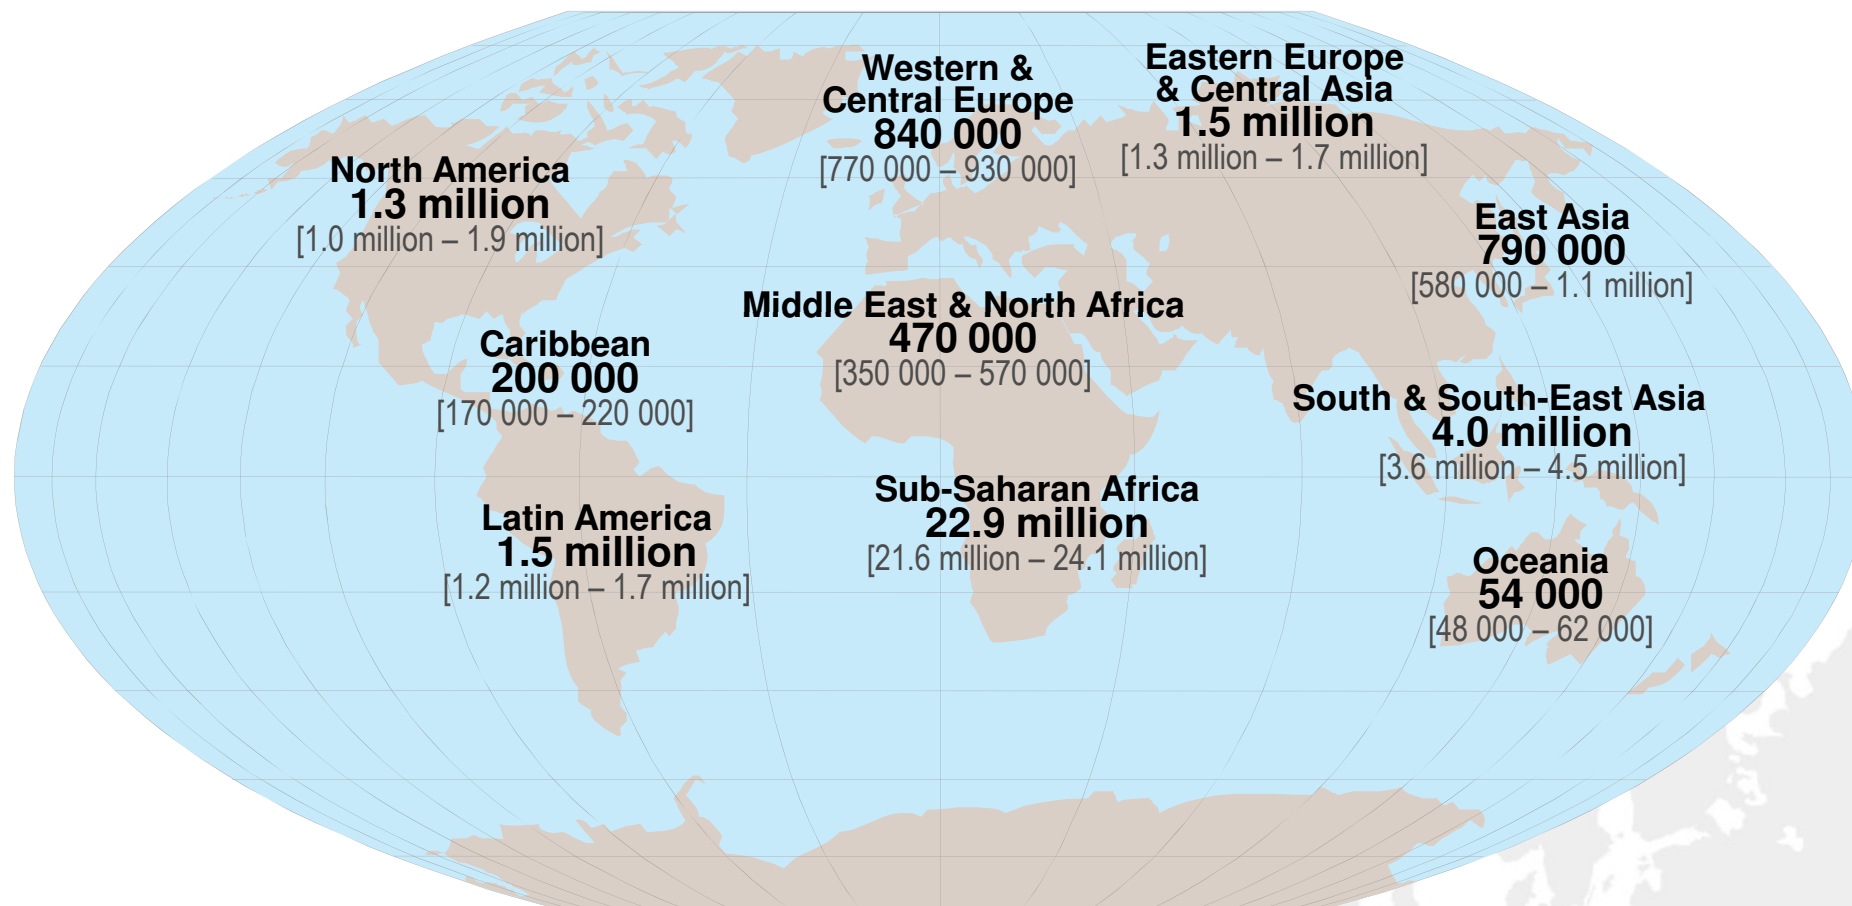 Western &
Central Europe
840 000
[770 000 – 930 000]
Eastern Europe
& Central Asia
1.5 million
[1.3 million – 1.7 million]
North America
1.3 million
[1.0 million – 1.9 million]
East Asia
790 000
[580 000 – 1.1 million]
Middle East & North Africa
470 000
[350 000 – 570 000]
Caribbean
200 000
[170 000 – 220 000]
South & South-East Asia
4.0 million
[3.6 million – 4.5 million]
Sub-Saharan Africa
22.9 million
[21.6 million – 24.1 million]
Latin America
1.5 million
[1.2 million – 1.7 million]
Oceania
54 000
[48 000 – 62 000]